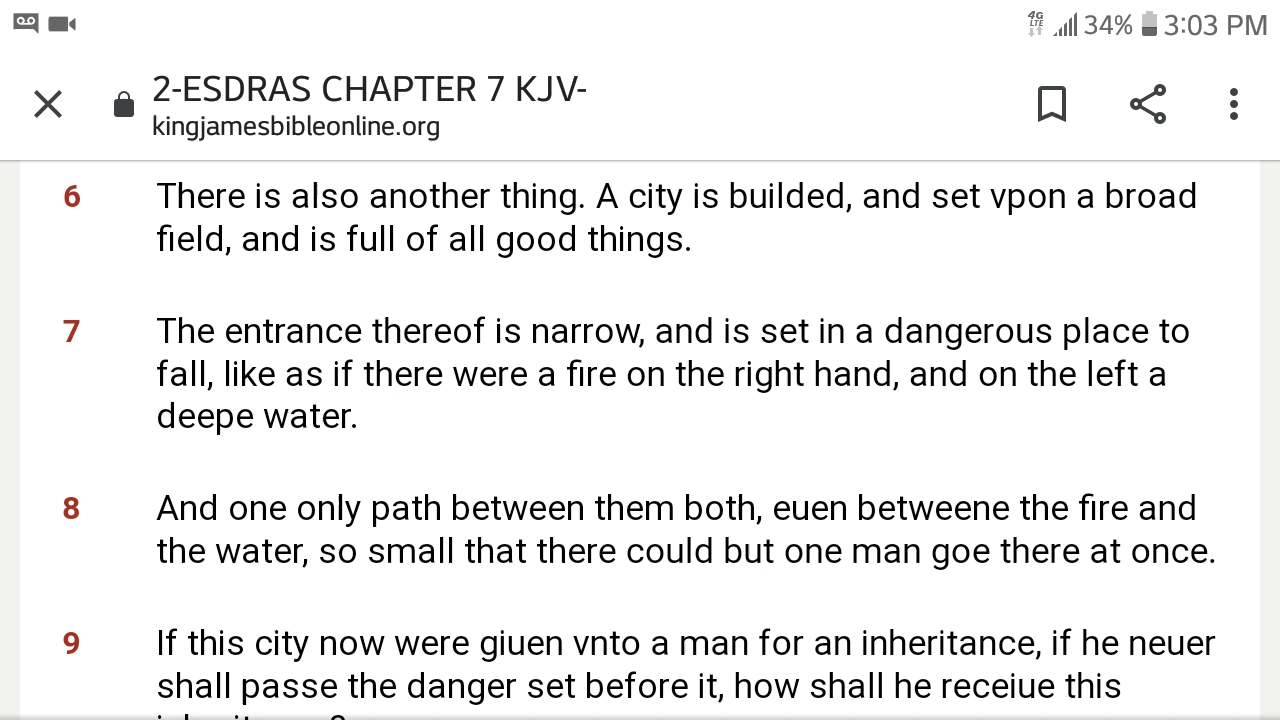 4G LTE 34% 3:03 PM
2-ESDRAS CHAPTER 7 KJV-
kingjamesbibleonline.org
6 There is also another thing. A city is builded, and set vpon a broad
field, and is full of all good things.
7 The entrance thereof is narrow, and is set in a dangerous place to
fall, like as if there were a fire on the right hand, and on the left a
deepe water.
8 And one only path between them both, euen betweene the fire and
the water, so small that there could but one man goe there at once.
9 If this city now were giuen vnto a man for an inheritance, if he neuer
shall passe the danger set before it, how shall he receiue this